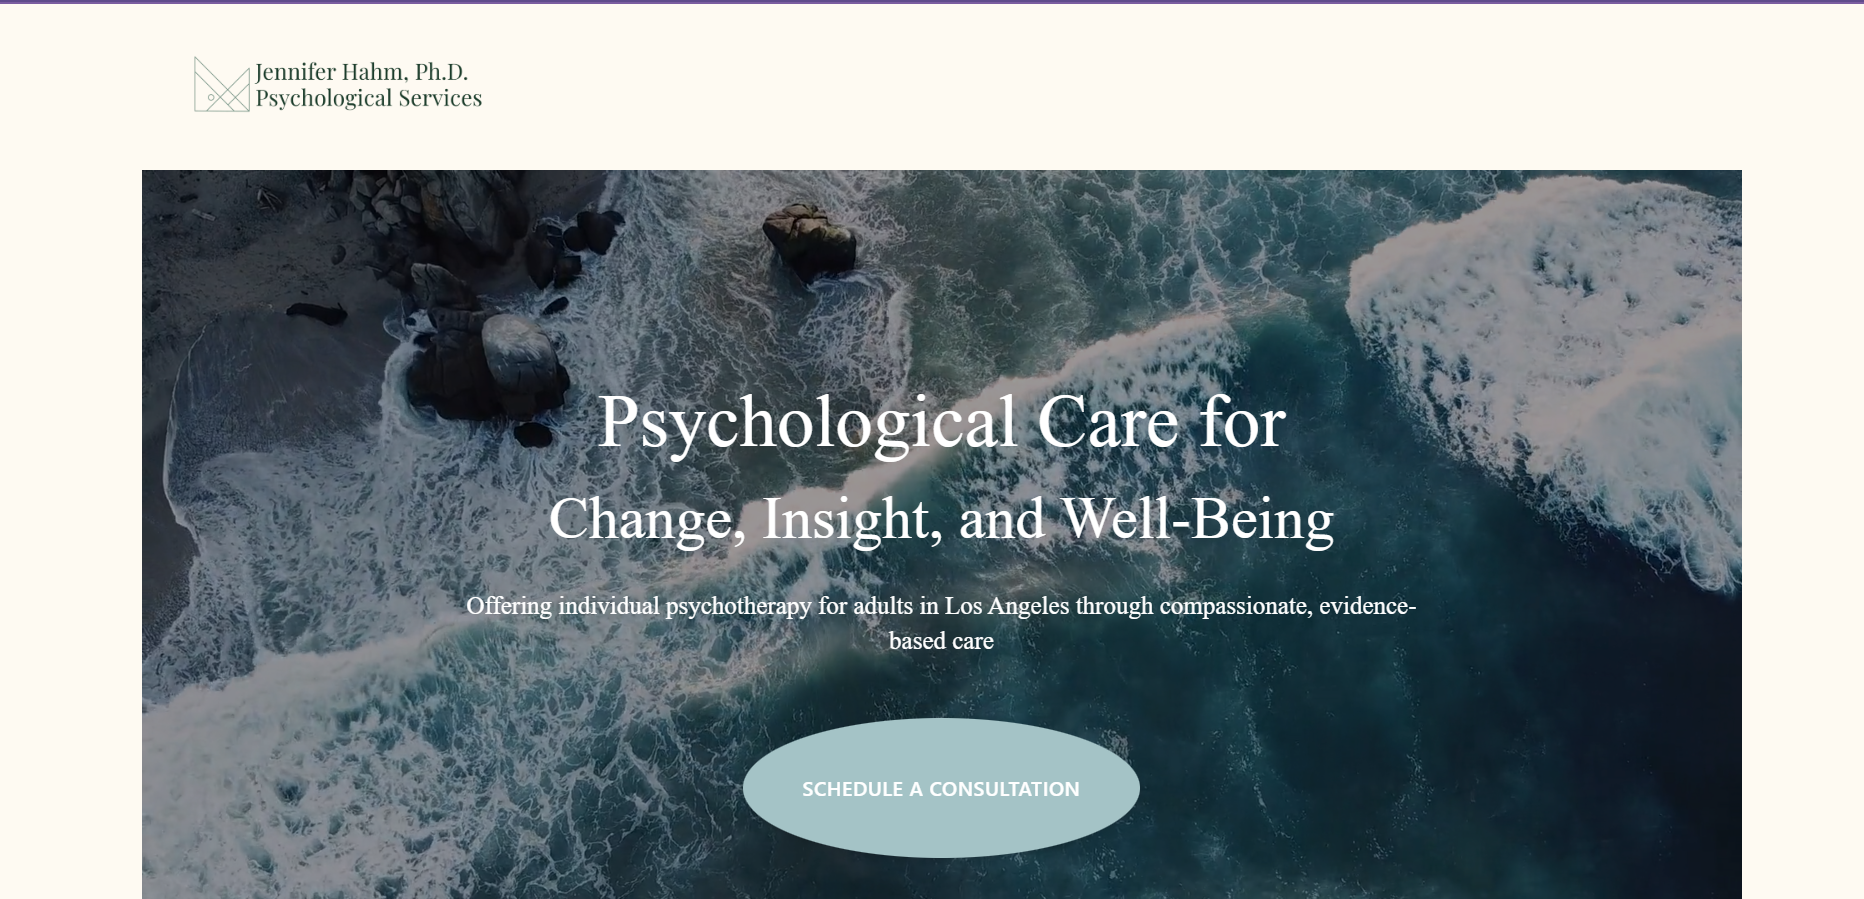 Jennifer Hahm, Ph.D.
Psychological Services
Psychological Care for
Change, Insight, and Well-Being
Offering individual psychotherapy for adults in Los Angeles through compassionate, evidence-
based care
SCHEDULE A CONSULTATION